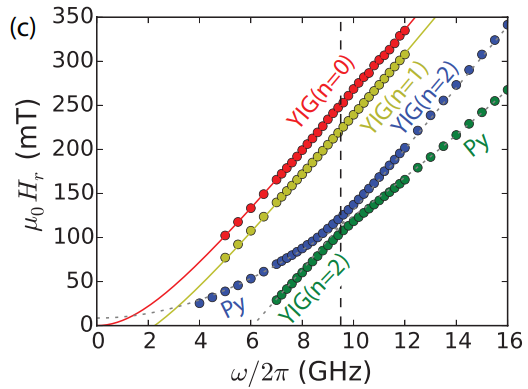 (c)
350
300
250
200
150
100
50
0
μ₀Hᵣ (mT)
YIG(n=0)
YIG(n=1)
YIG(n=2)
Py
Py
YIG(n=2)
0 2 4 6 8 10 12 14 16
ω/2π (GHz)